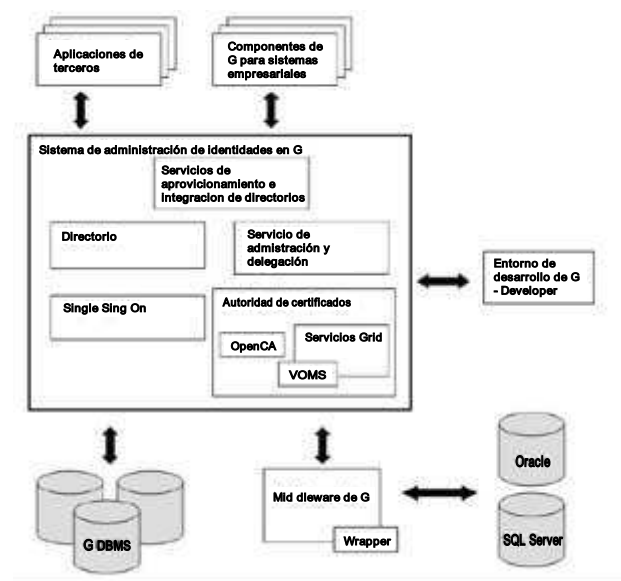 Aplicaciones de
terceros
Componentes de
G para sistemas
empresariales
Sistema de administración de identidades en G
Servicios de
aprovicionamiento e
integracion de directorios
Directorio
Servicio de
admistración y
delegación
Entorno de
desarrollo de G
- Developer
Single Sing On
Autoridad de certificados
OpenCA
Servicios Grid
VOMS
G DBMS
Mid dleware de G
Wrapper
Oracle
SQL Server